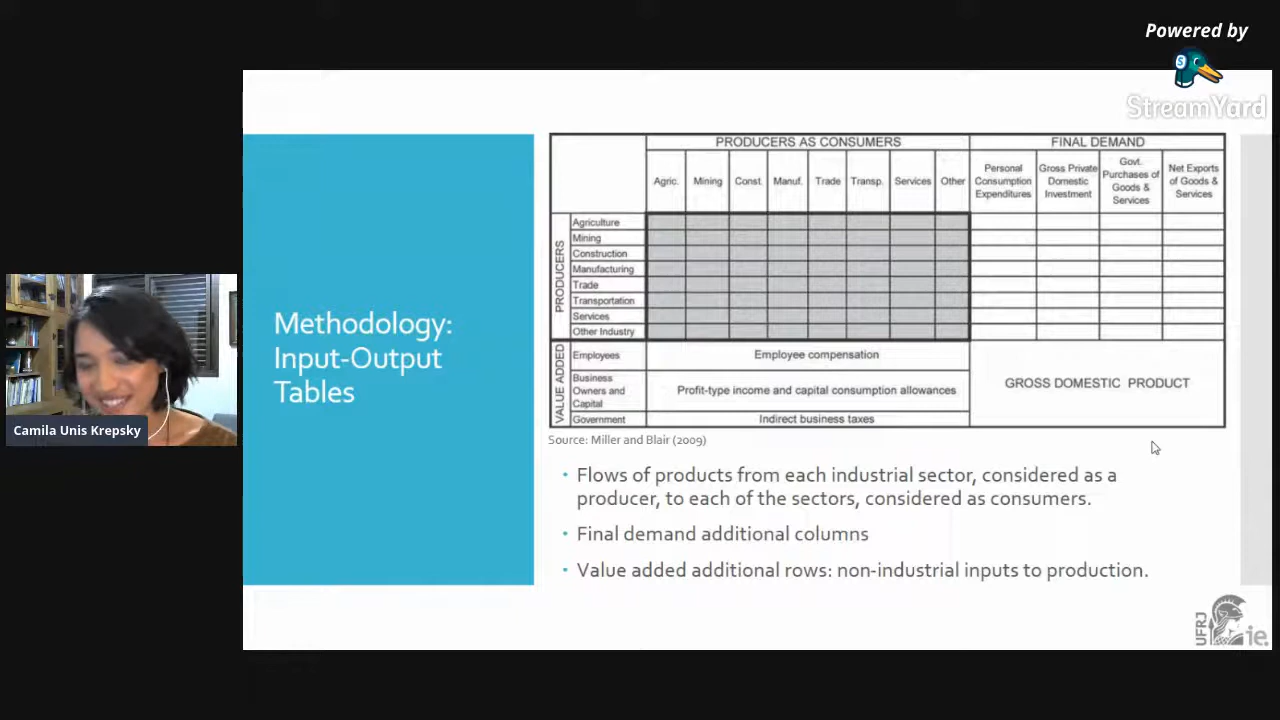 Powered by
S
StreamYard
PRODUCERS AS CONSUMERS
FINAL DEMAND
Agric.
Mining
Const.
Manuf.
Trade
Transp.
Services
Other
Personal
Consumption
Expenditures
Gross Private
Domestic
Investment
Govt.
Purchases of
Goods &
Services
Net Exports
of Goods &
Services
PRODUCERS
Agriculture
Mining
Construction
Manufacturing
Trade
Transportation
Services
Other Industry
VALUE ADDED
Employees
Employee compensation
Business
Owners and
Capital
Profit-type income and capital consumption allowances
Government
Indirect business taxes
GROSS DOMESTIC PRODUCT
Methodology:
Input-Output
Tables
Camila Unis Krepsky
Source: Miller and Blair (2009)
• Flows of products from each industrial sector, considered as a
producer, to each of the sectors, considered as consumers.
• Final demand additional columns
• Value added additional rows: non-industrial inputs to production.
UFRJ
ie.